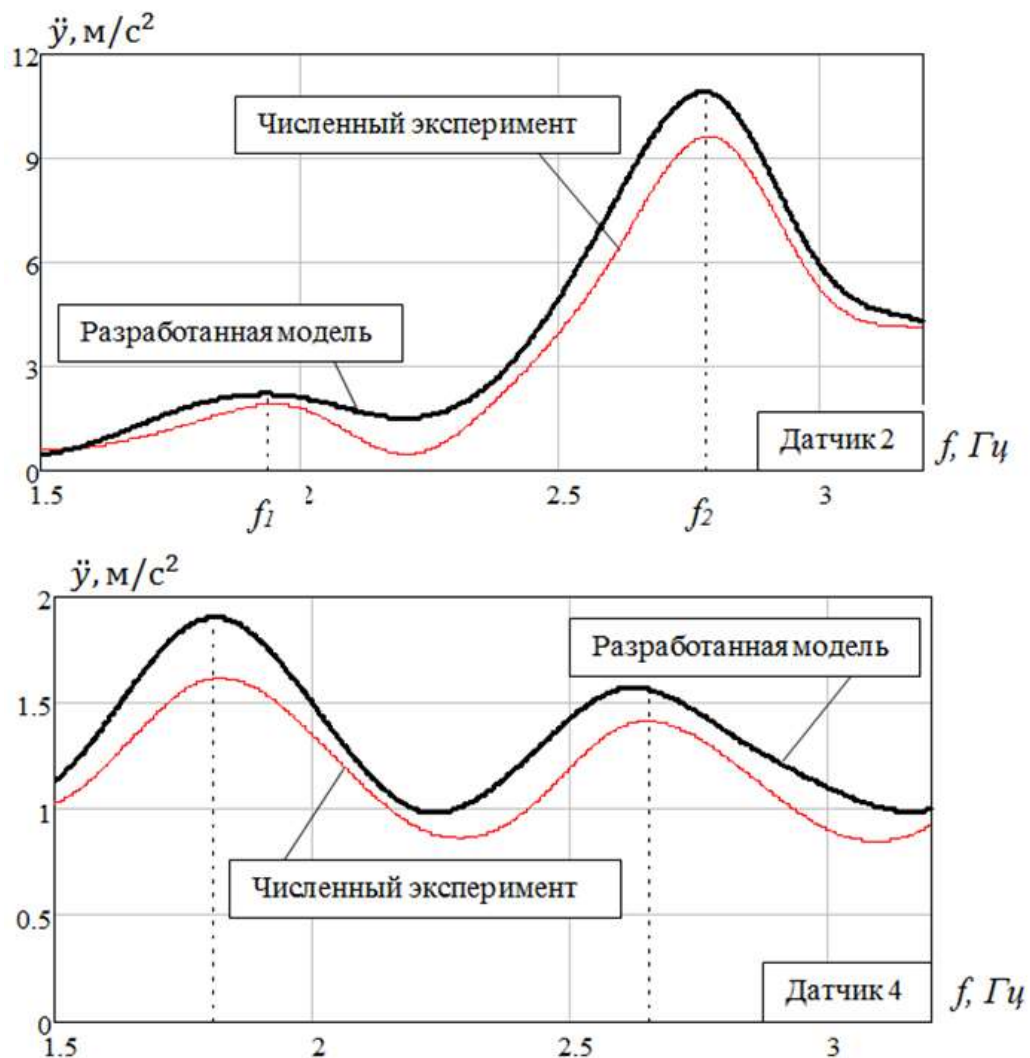 ÿ, м/с²
12
Численный эксперимент
9
6
Разработанная модель
3
Датчик 2
f, Гц
0
1.5
2
2.5
3
f1
f2
ÿ, м/с²
2
Разработанная модель
1.5
1
Численный эксперимент
0.5
Датчик 4
f, Гц
0
1.5
2
2.5
3